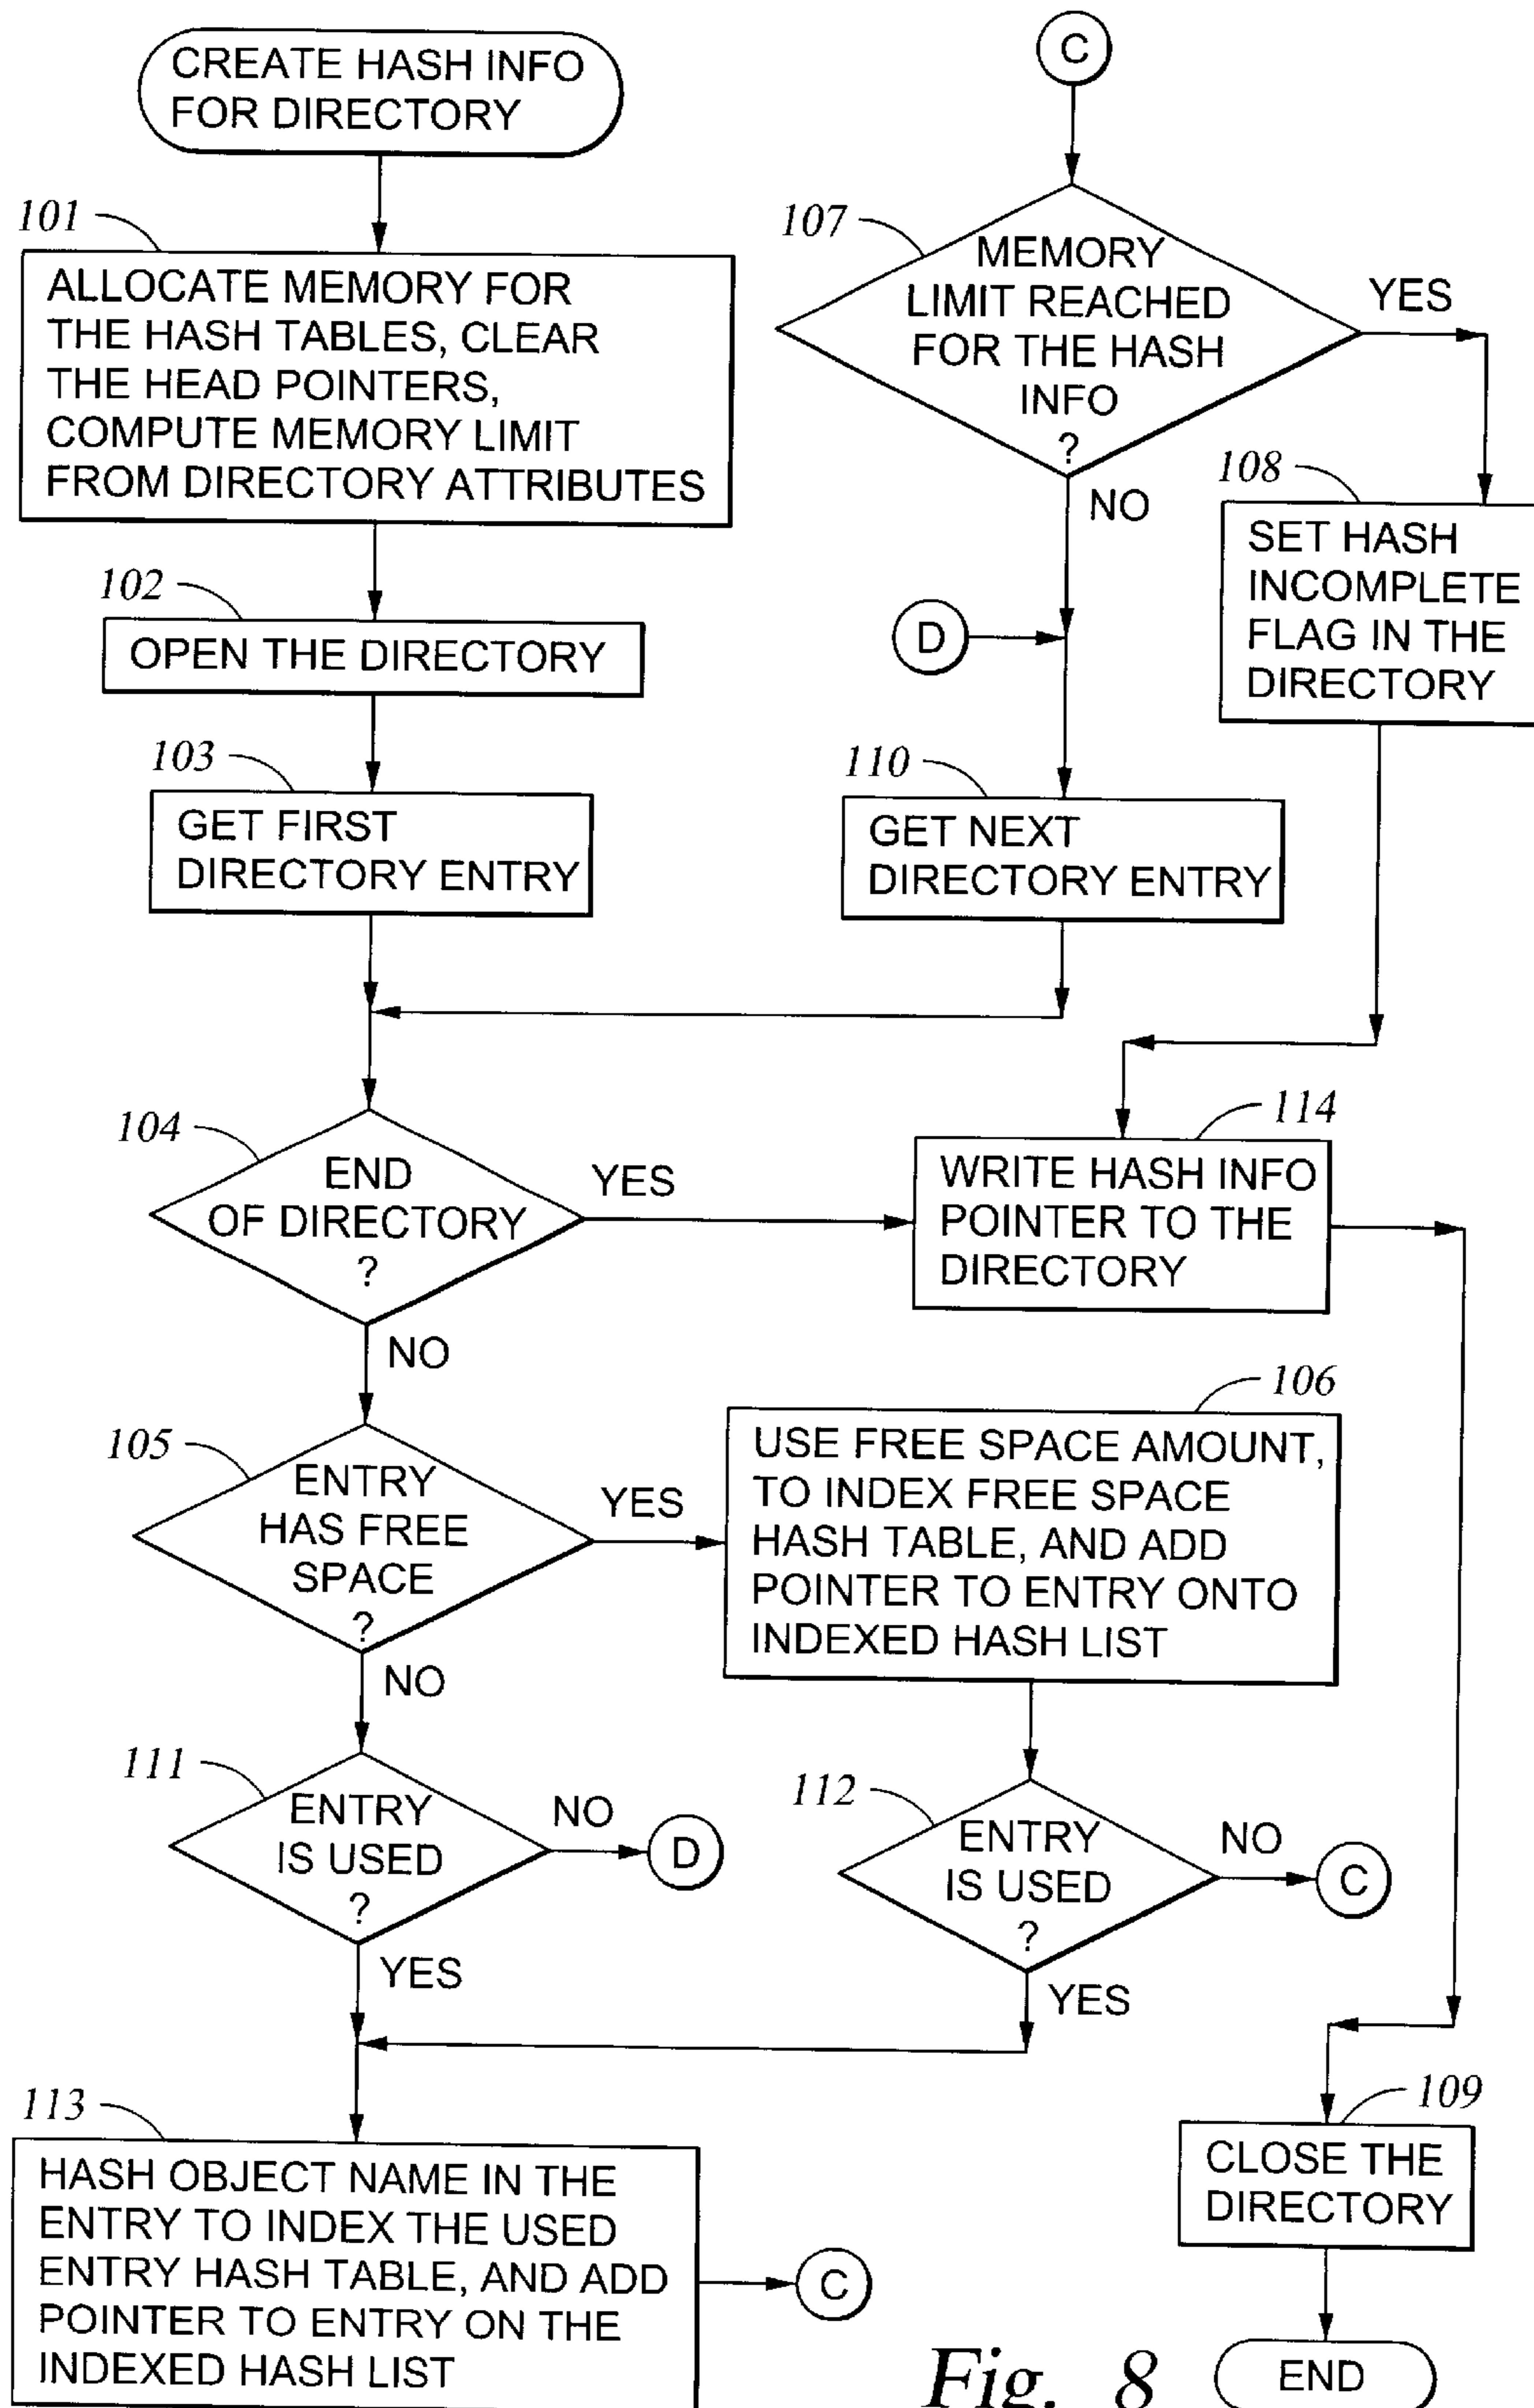 CREATE HASH INFO
FOR DIRECTORY
101
ALLOCATE MEMORY FOR
THE HASH TABLES, CLEAR
THE HEAD POINTERS,
COMPUTE MEMORY LIMIT
FROM DIRECTORY ATTRIBUTES
102
OPEN THE DIRECTORY
103
GET FIRST
DIRECTORY ENTRY
104
END
OF DIRECTORY
?
YES
NO
105
ENTRY
HAS FREE
SPACE
?
YES
NO
111
ENTRY
IS USED
?
NO
D
YES
113
HASH OBJECT NAME IN THE
ENTRY TO INDEX THE USED
ENTRY HASH TABLE, AND ADD
POINTER TO ENTRY ON THE
INDEXED HASH LIST
C
C
107
MEMORY
LIMIT REACHED
FOR THE HASH
INFO
?
YES
NO
108
SET HASH
INCOMPLETE
FLAG IN THE
DIRECTORY
D
110
GET NEXT
DIRECTORY ENTRY
114
WRITE HASH INFO
POINTER TO THE
DIRECTORY
106
USE FREE SPACE AMOUNT,
TO INDEX FREE SPACE
HASH TABLE, AND ADD
POINTER TO ENTRY ONTO
INDEXED HASH LIST
112
ENTRY
IS USED
?
NO
C
YES
109
CLOSE THE
DIRECTORY
END
Fig. 8